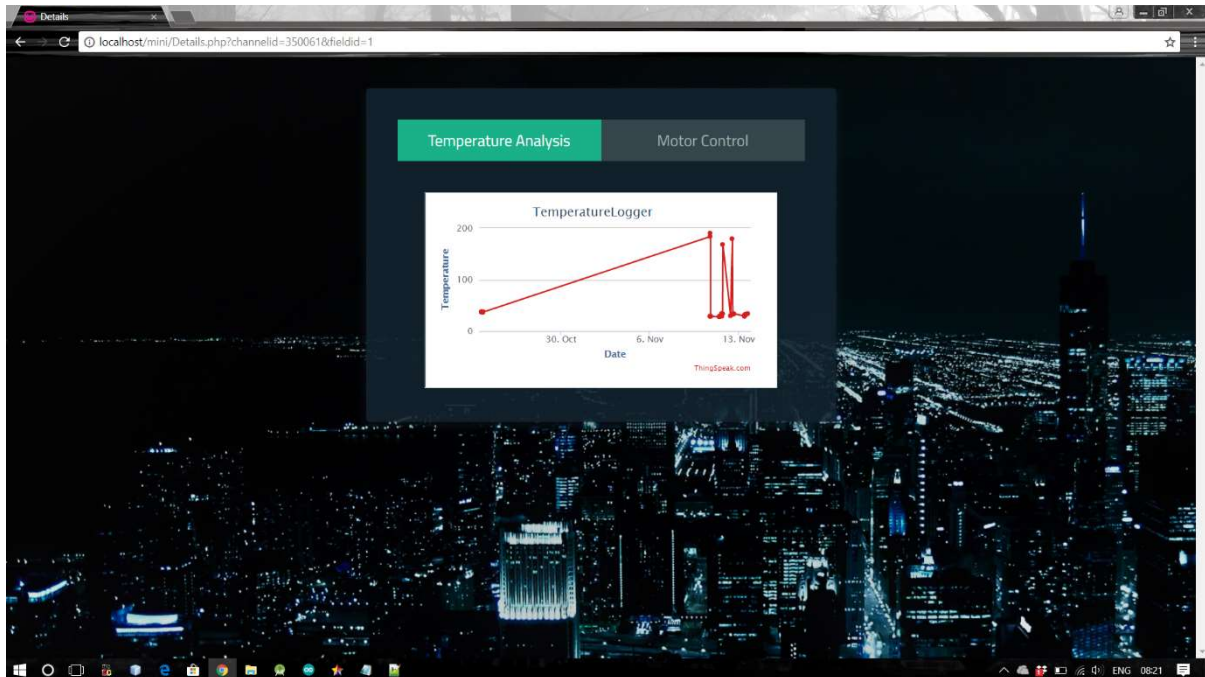 Details
localhost/mini/Details.php?channelid=350061&fieldid=1
Temperature Analysis
Motor Control
TemperatureLogger
Temperature
200
100
0
30. Oct
6. Nov
13. Nov
Date
ThingSpeak.com
ENG
08:21